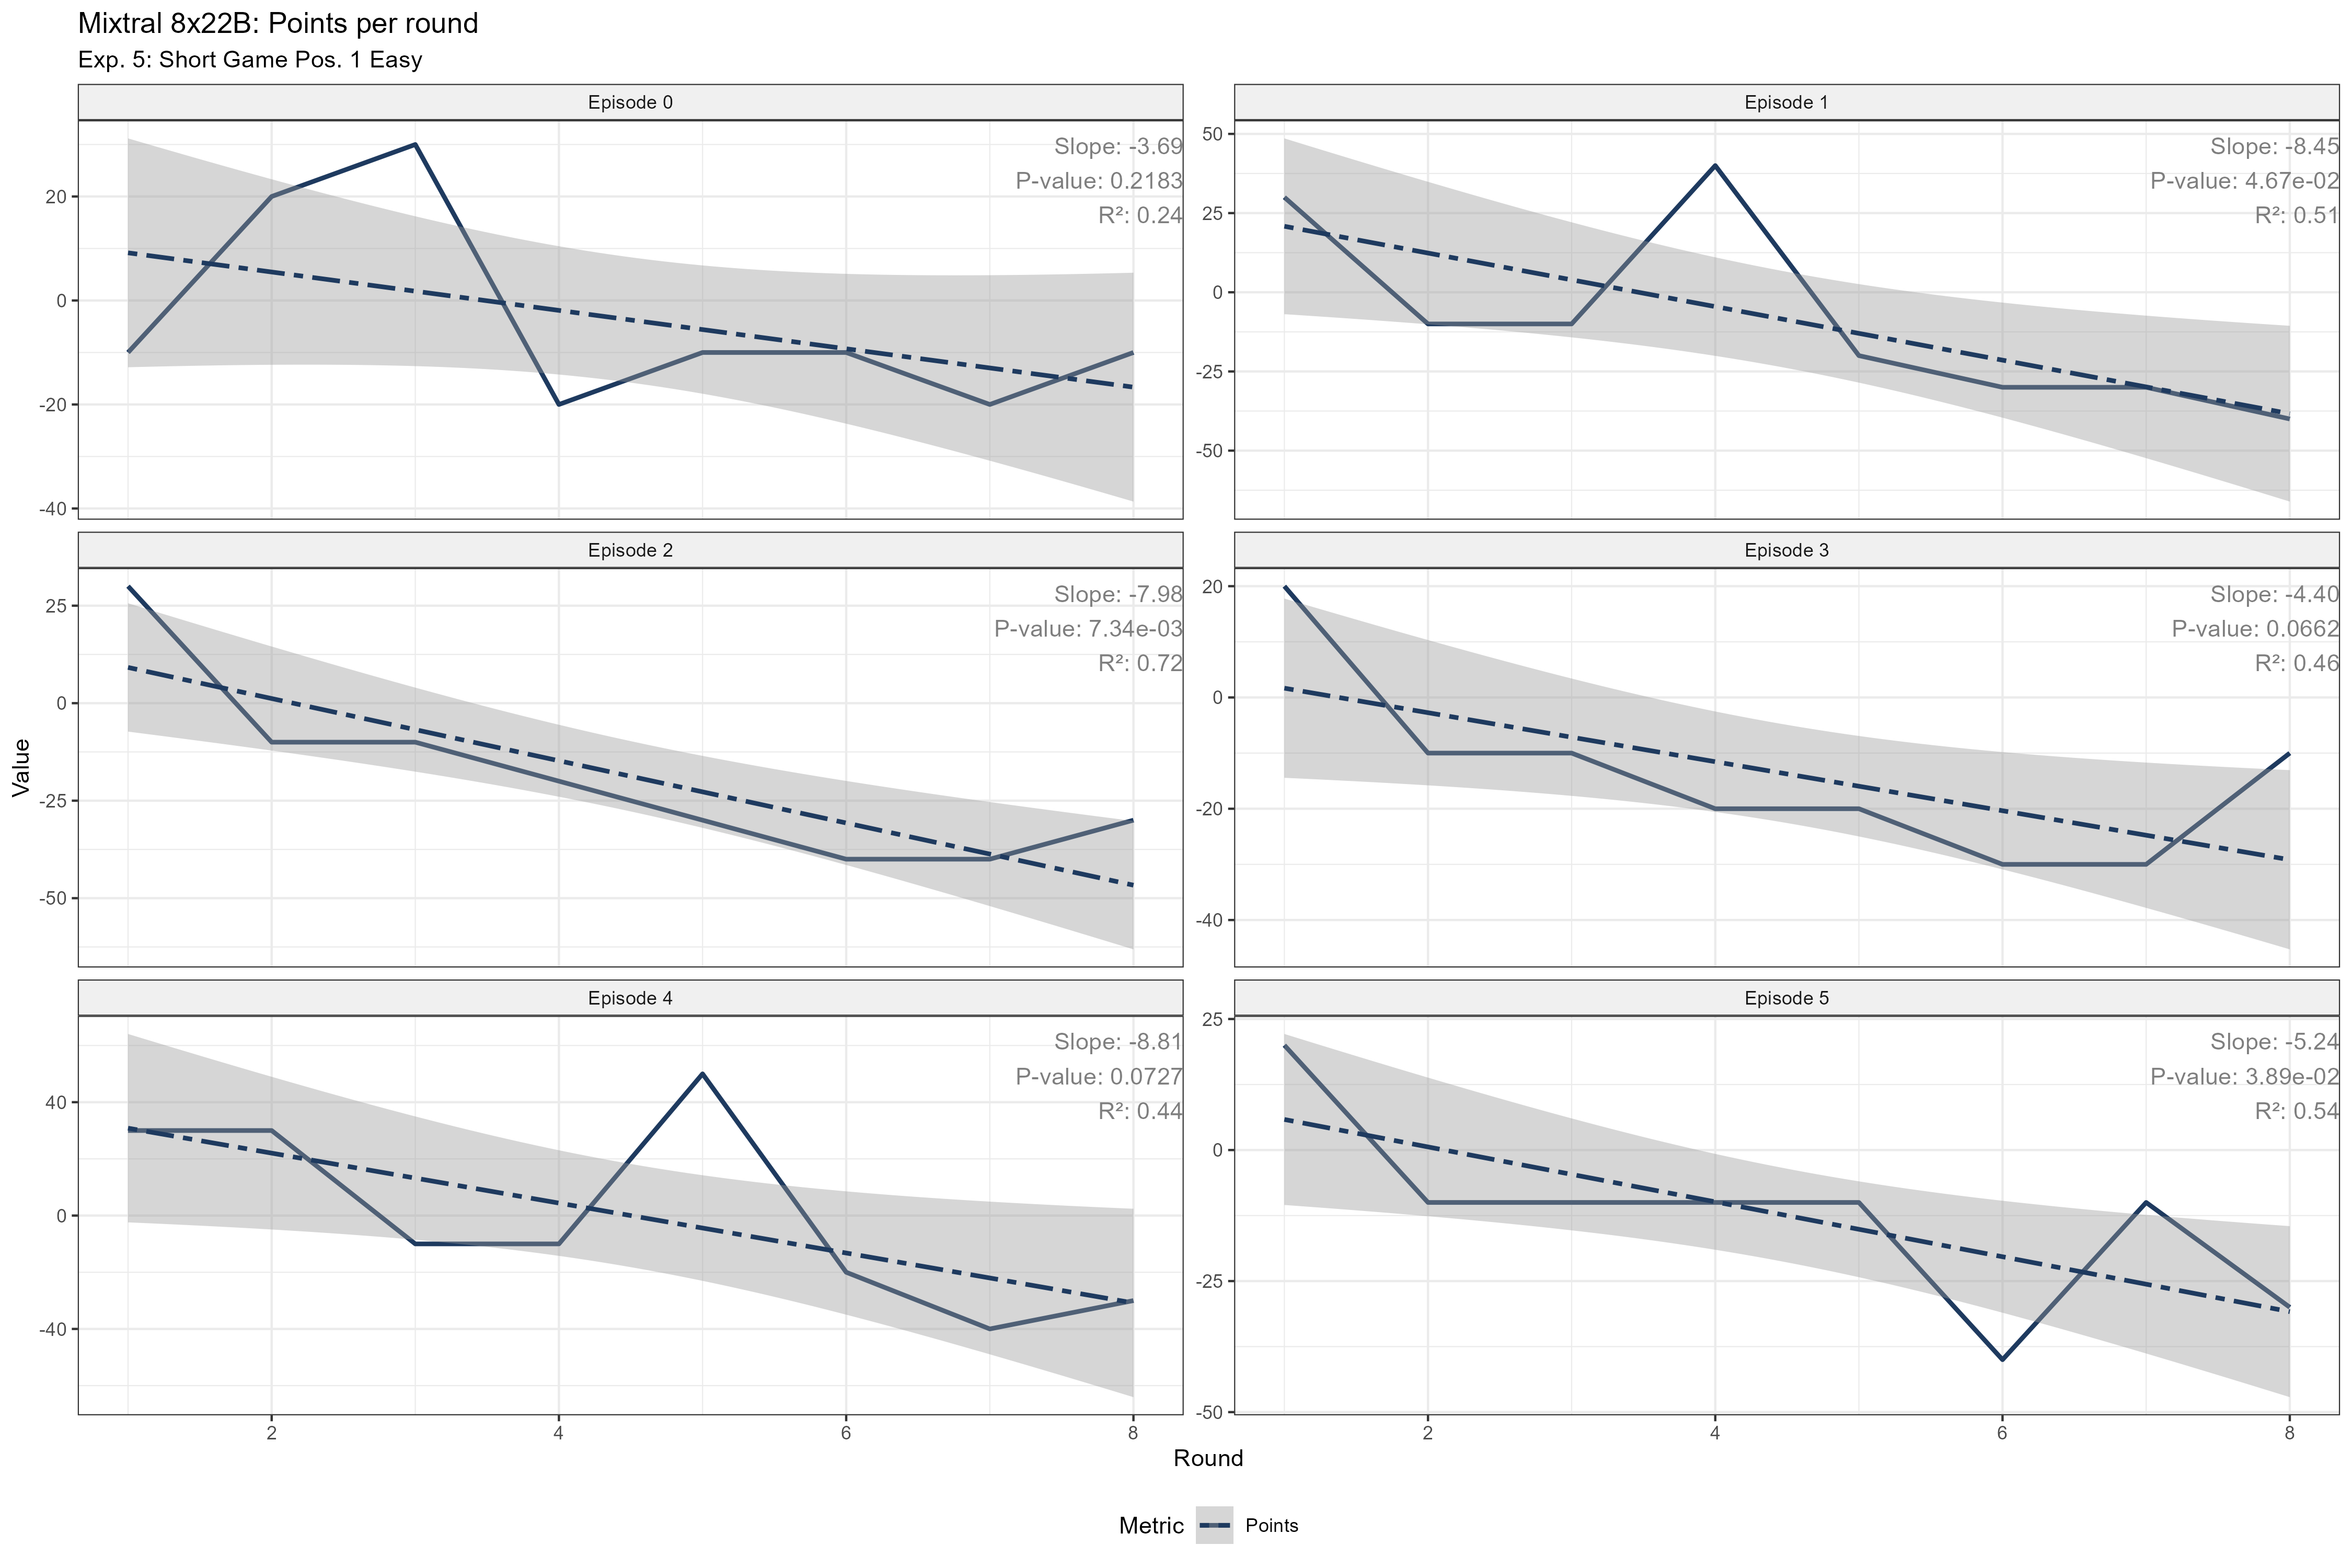 Mixtral 8x22B: Points per round
Exp. 5: Short Game Pos. 1 Easy
Episode 0
Slope: -3.69
P-value: 0.2183
R²: 0.24
20
0
-20
-40
Episode 1
Slope: -8.45
P-value: 4.67e-02
R²: 0.51
50
25
0
-25
-50
Episode 2
Slope: -7.98
P-value: 7.34e-03
R²: 0.72
25
0
-25
-50
Episode 3
Slope: -4.40
P-value: 0.0662
R²: 0.46
20
0
-20
-40
Episode 4
Slope: -8.81
P-value: 0.0727
R²: 0.44
40
0
-40
2 4 6 8
Episode 5
Slope: -5.24
P-value: 3.89e-02
R²: 0.54
25
0
-25
-50
2 4 6 8
Value
Round
Metric Points